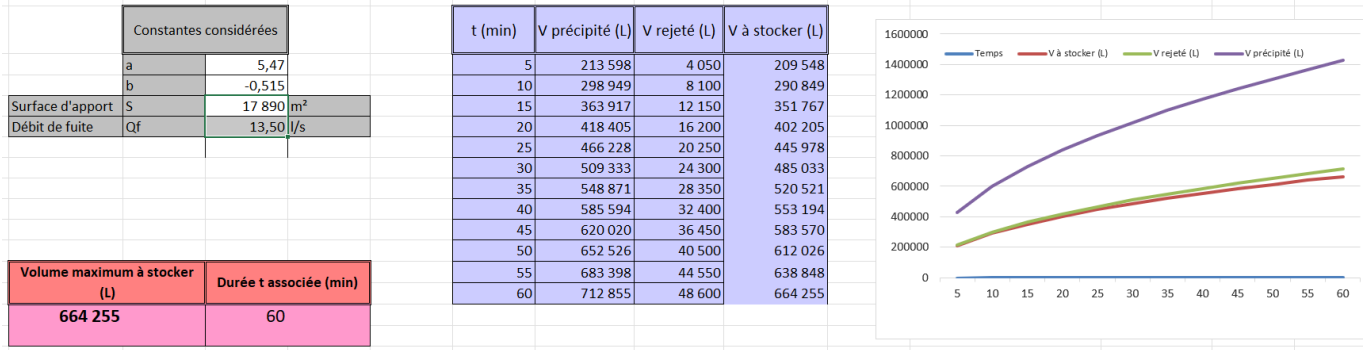 Constantes considérées
a 5,47
b -0,515
Surface d'apport S 17 890 m²
Débit de fuite Qf 13,50 l/s
Volume maximum à stocker (L) Durée t associée (min)
664 255 60
t (min) V précipité (L) V rejeté (L) V à stocker (L)
5 213 598 4 050 209 548
10 298 949 8 100 290 849
15 363 917 12 150 351 767
20 418 405 16 200 402 205
25 466 228 20 250 445 978
30 509 333 24 300 485 033
35 548 871 28 350 520 521
40 585 594 32 400 553 194
45 620 020 36 450 583 570
50 652 526 40 500 612 026
55 683 398 44 550 638 848
60 712 855 48 600 664 255
Temps V à stocker (L) V rejeté (L) V précipité (L)
1600000
1400000
1200000
1000000
800000
600000
400000
200000
0
5 10 15 20 25 30 35 40 45 50 55 60